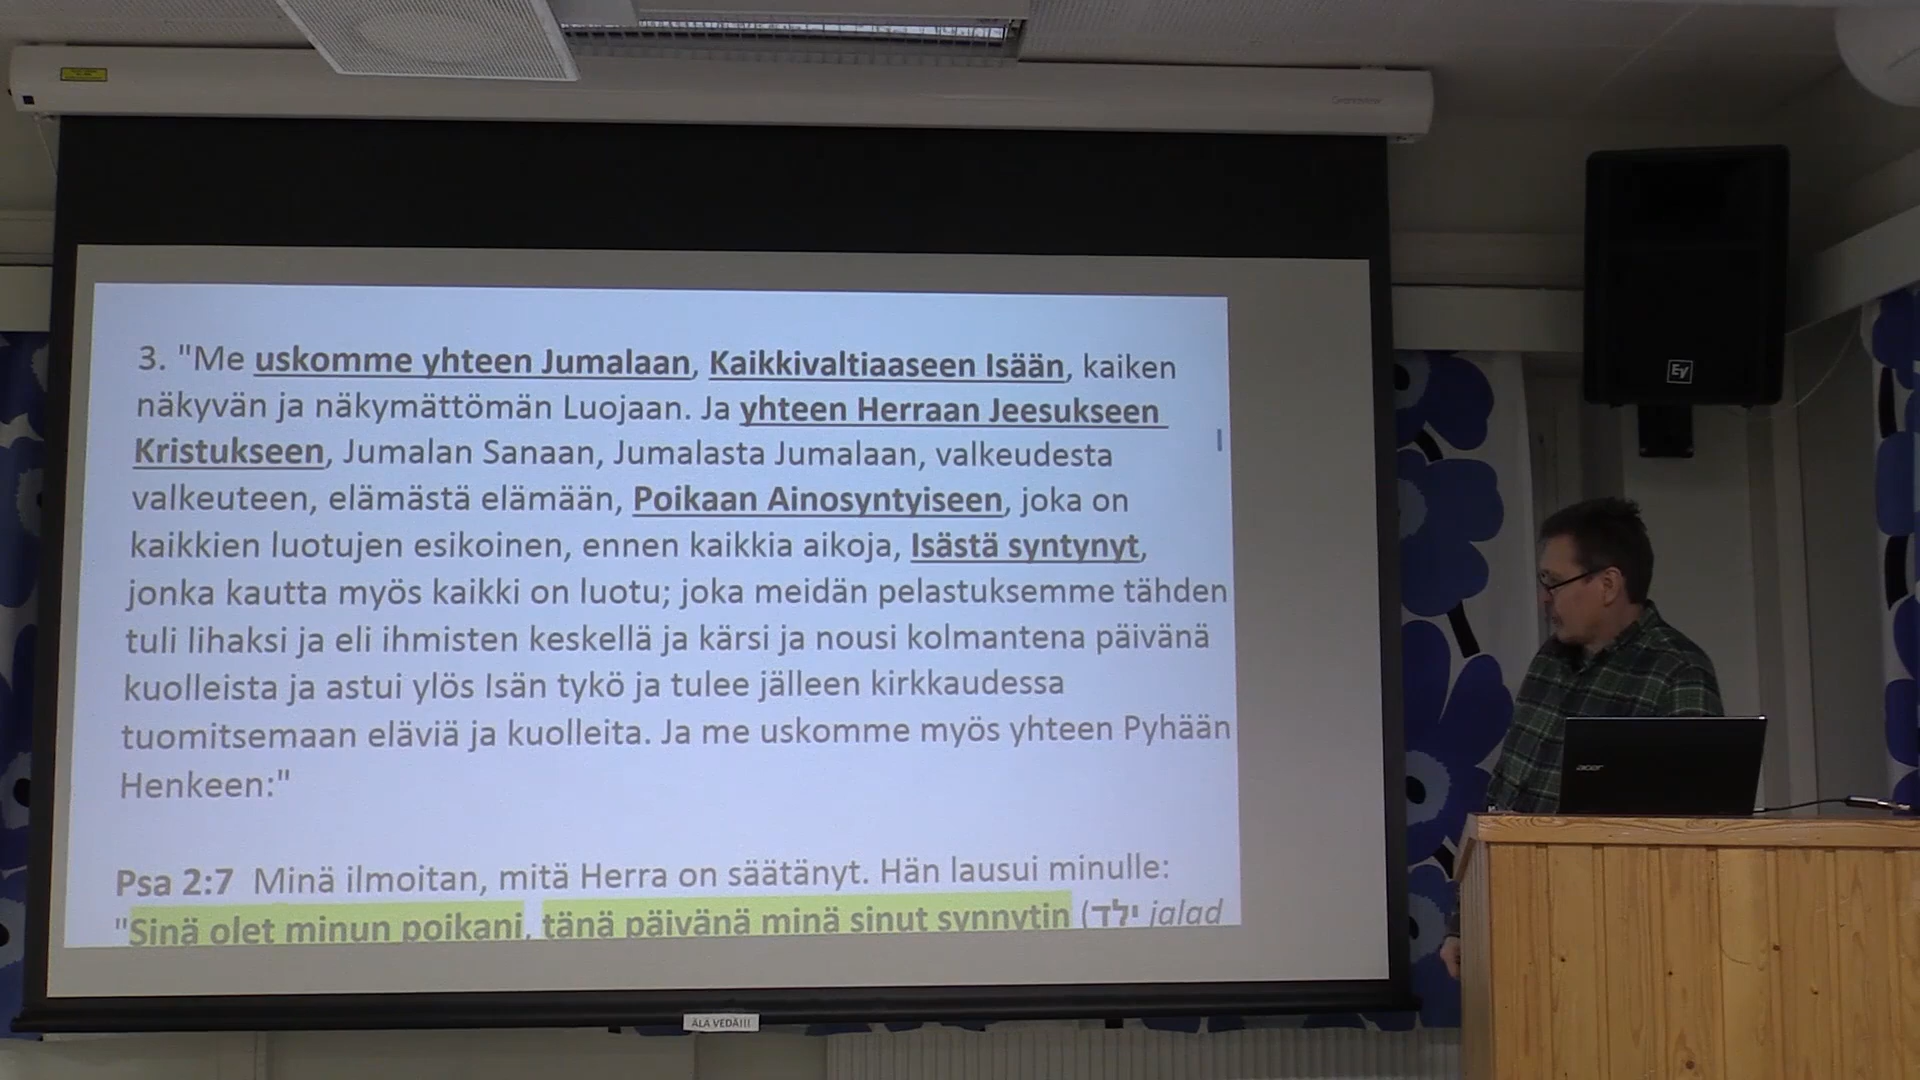 3. "Me uskomme yhteen Jumalaan, Kaikkivaltiaaseen Isään, kaiken
näkyvän ja näkymättömän Luojaan. Ja yhteen Herraan Jeesukseen
Kristukseen, Jumalan Sanaan, Jumalasta Jumalaan, valkeudesta
valkeuteen, elämästä elämään, Poikaan Ainosyntyiseen, joka on
kaikkien luotujen esikoinen, ennen kaikkia aikoja, Isästä syntynyt,
jonka kautta myös kaikki on luotu; joka meidän pelastuksemme tähden
tuli lihaksi ja eli ihmisten keskellä ja kärsi ja nousi kolmantena päivänä
kuolleista ja astui ylös Isän tykö ja tulee jälleen kirkkaudessa
tuomitsemaan eläviä ja kuolleita. Ja me uskomme myös yhteen Pyhään
Henkeen:"
Psa 2:7 Minä ilmoitan, mitä Herra on säätänyt. Hän lausui minulle:
"Sinä olet minun poikani, tänä päivänä minä sinut synnytin (ילד jalad
ÄLÄ VEDÄ!!!
EV
acer